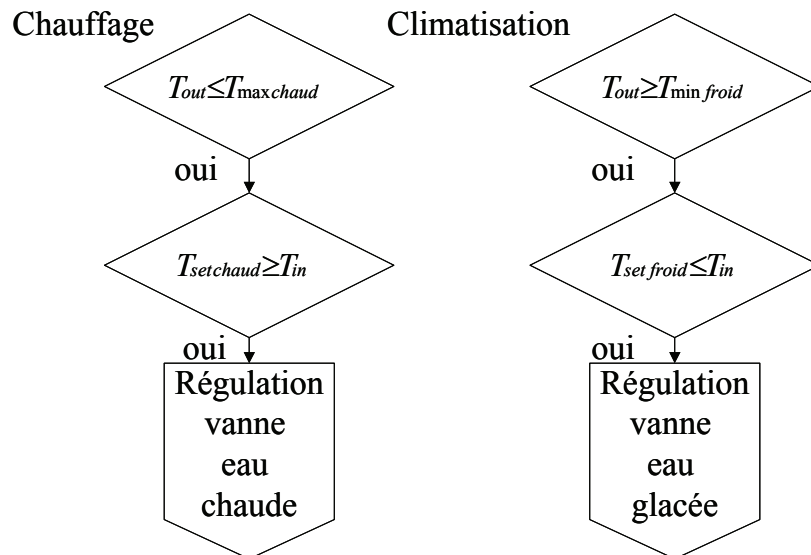 Chauffage
Tout≤Tmaxchaud
oui
Tsetchaud≥Tin
oui
Régulation
vanne
eau
chaude
Climatisation
Tout≥Tmin froid
oui
Tset froid≤Tin
oui
Régulation
vanne
eau
glacée